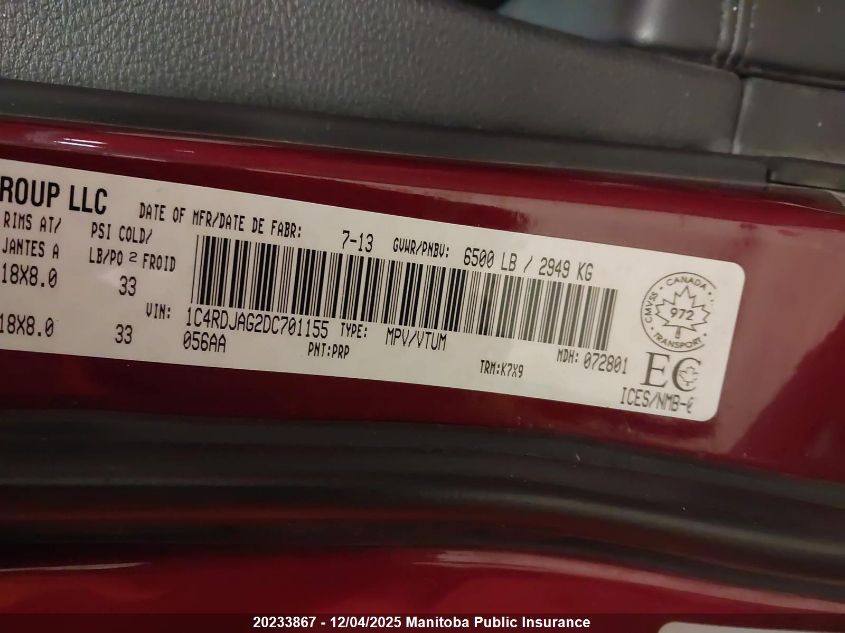 ROUP LLC
DATE OF MFR/DATE DE FABR: 7-13 GVWR/PNBV: 6500 LB / 2949 KG
RIMS AT/ PSI COLD/
JANTES A LB/PO 2 FROID
18X8.0 33
18X8.0 33
VIN: 1C4RDJAG2DC701155 TYPE: MPV/VTUM MDH: 072801
056AA PNT:PRP TRM:K7X9
CANADA
CMVSS
972
TRANSPORT
EC
ICES/NMB-
20233867 - 12/04/2025 Manitoba Public Insurance